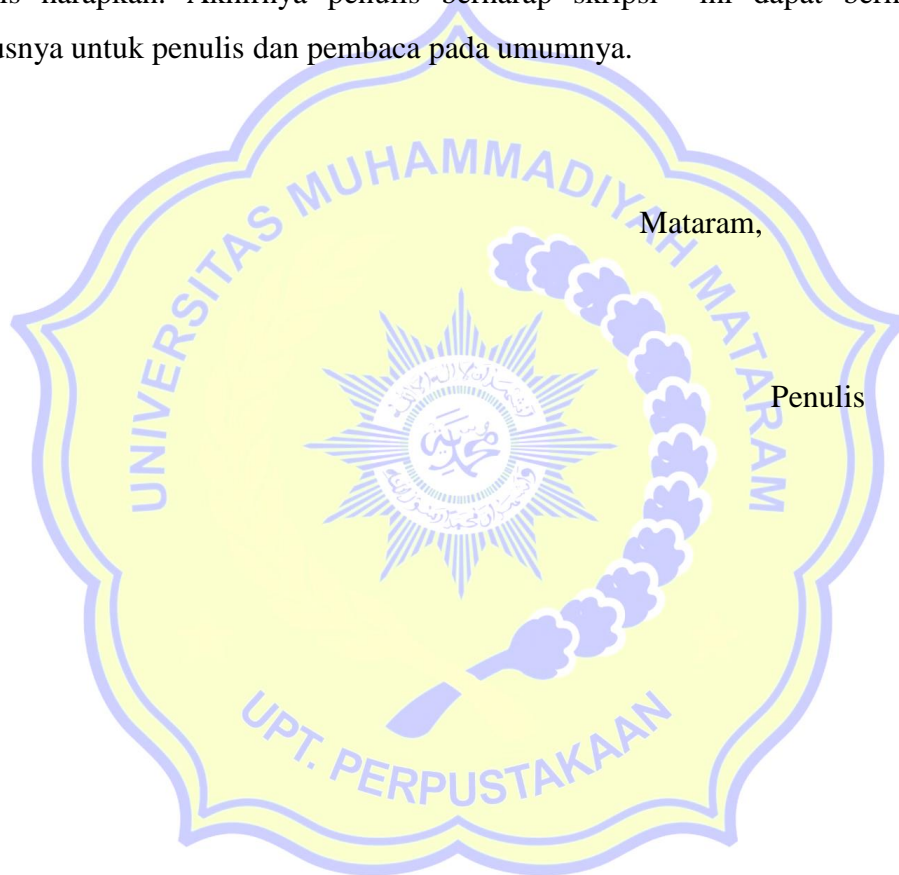 is harapkan. Akhirnya penulis berharap skripsi ini dapat
usnya untuk penulis dan pembaca pada umumnya.
UNIVERSITAS MUHAMMADIYAH MATARAM
Mataram,
Penulis
UPT. PERPUSTAKAAN